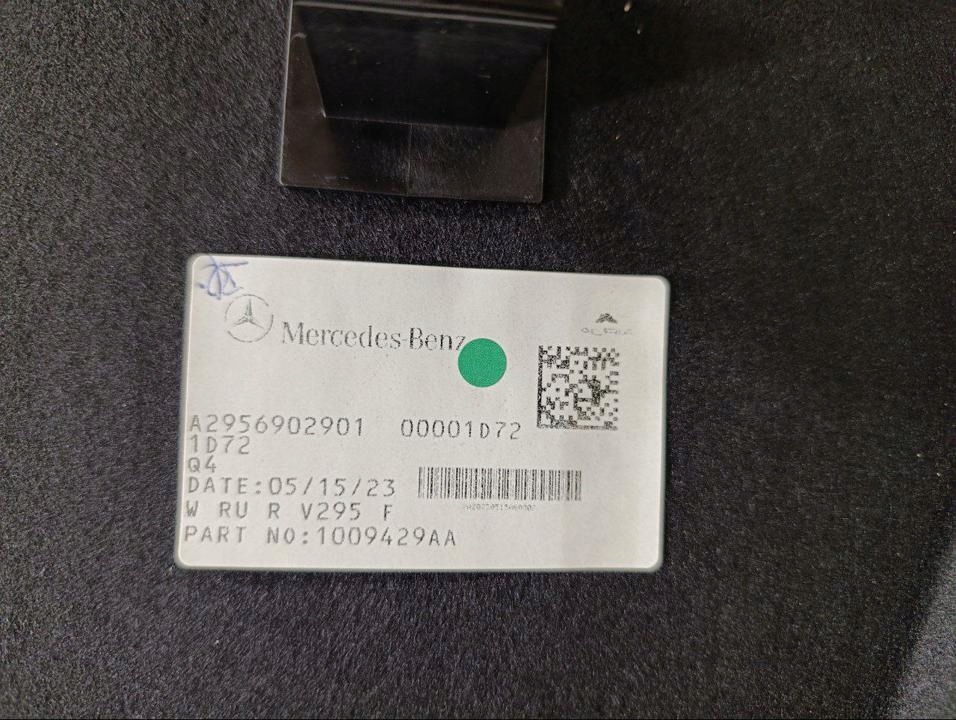 Mercedes-Benz
A2956902901 00001D72
1D72
Q4
DATE:05/15/23
W RU R V295 F
PART NO:1009429AA